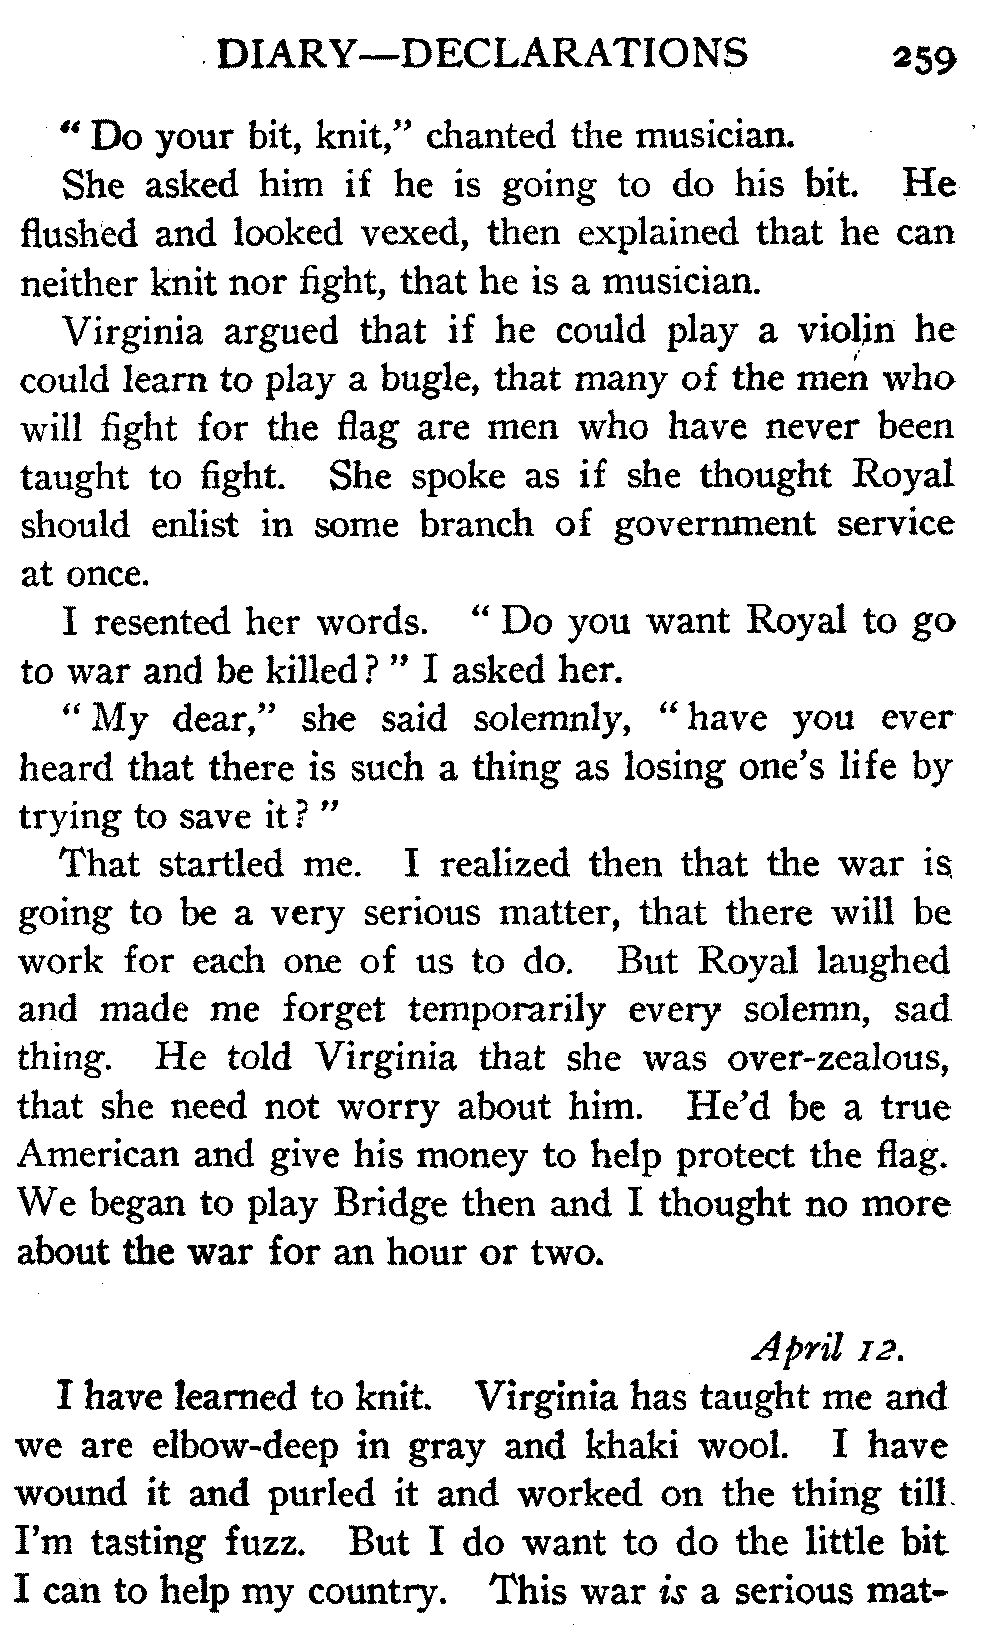 DIARY—DECLARATIONS 259
“ Do your bit, knit,” chanted the musician.
She asked him if he is going to do his bit. He
flushed and looked vexed, then explained that he can
neither knit nor fight, that he is a musician.
Virginia argued that if he could play a violin he
could learn to play a bugle, that many of the men who
will fight for the flag are men who have never been
taught to fight. She spoke as if she thought Royal
should enlist in some branch of government service
at once.
I resented her words. “ Do you want Royal to go
to war and be killed? ” I asked her.
“ My dear,” she said solemnly, “ have you ever
heard that there is such a thing as losing one's life by
trying to save it? ”
That startled me. I realized then that the war is
going to be a very serious matter, that there will be
work for each one of us to do. But Royal laughed
and made me forget temporarily every solemn, sad
thing. He told Virginia that she was over-zealous,
that she need not worry about him. He'd be a true
American and give his money to help protect the flag.
We began to play Bridge then and I thought no more
about the war for an hour or two.
April 12.
I have learned to knit. Virginia has taught me and
we are elbow-deep in gray and khaki wool. I have
wound it and purled it and worked on the thing till
I'm tasting fuzz. But I do want to do the little bit
I can to help my country. This war is a serious mat-